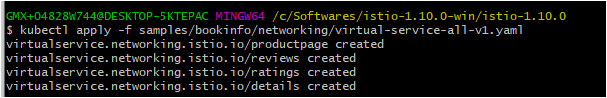 GMX+04828W744@DESKTOP-5KTEPAC MINGW64 /c/Softwares/istio-1.10.0-win/istio-1.10.0
$ kubectl apply -f samples/bookinfo/networking/virtual-service-all-v1.yaml
virtualservice.networking.istio.io/productpage created
virtualservice.networking.istio.io/reviews created
virtualservice.networking.istio.io/ratings created
virtualservice.networking.istio.io/details created